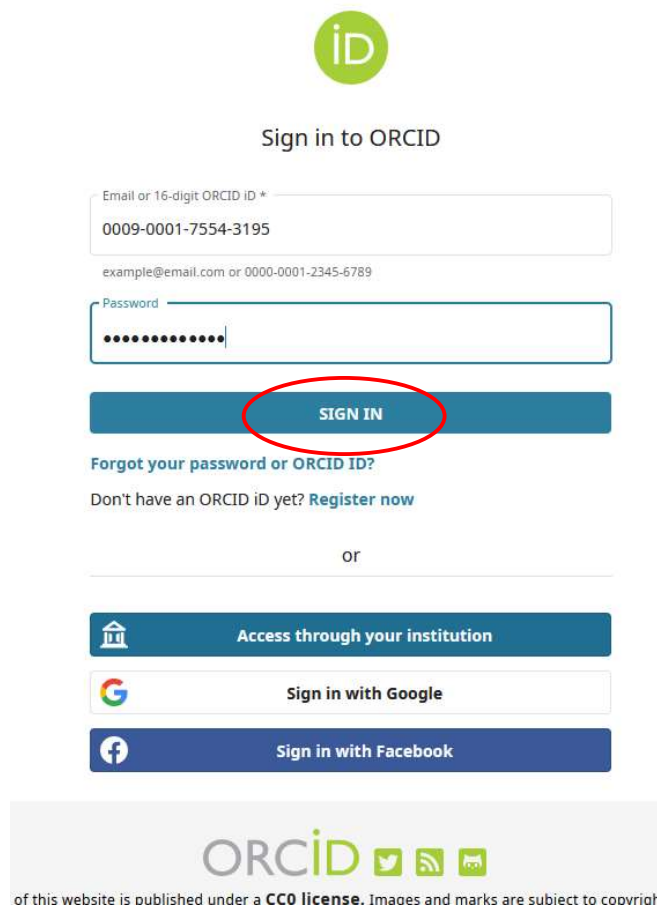 iD
Sign in to ORCID
Email or 16-digit ORCID iD *
0009-0001-7554-3195
example@email.com or 0000-0001-2345-6789
Password
•••••••••••••
SIGN IN
Forgot your password or ORCID ID?
Don't have an ORCID iD yet? Register now
or
Access through your institution
Sign in with Google
Sign in with Facebook
ORCiD
of this website is published under a CC0 license. Images and marks are subject to copyrigh